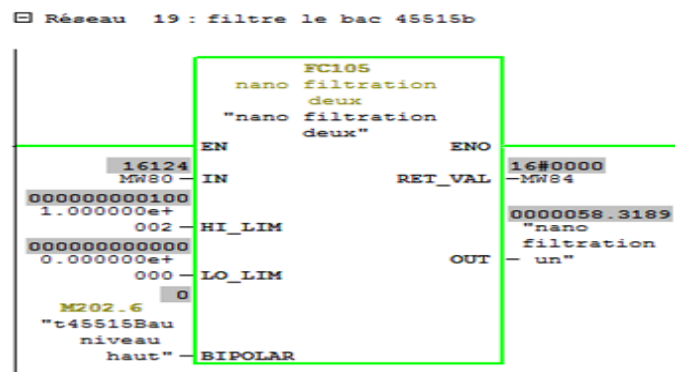 Réseau 19 : filtre le bac 45515b
FC105
nano filtration
deux
"nano filtration
deux"
EN ENO
16124
MW80 IN
RET_VAL
16#0000
MW84
000000000100
1.000000e+
002 HI_LIM
0000058.3189
"nano
filtration
un"
OUT
000000000000
0.000000e+
000 LO_LIM
0
M202.6
"t45515Bau
niveau
haut" BIPOLAR